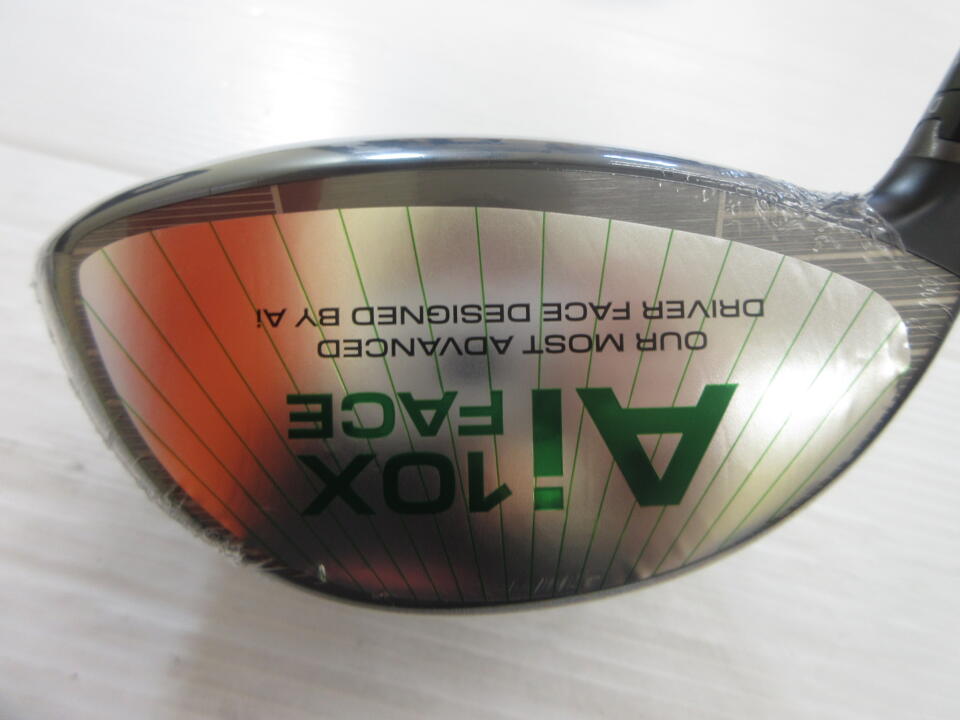 Ai 10X
FACE
OUR MOST ADVANCED
DRIVER FACE DESIGNED BY Ai